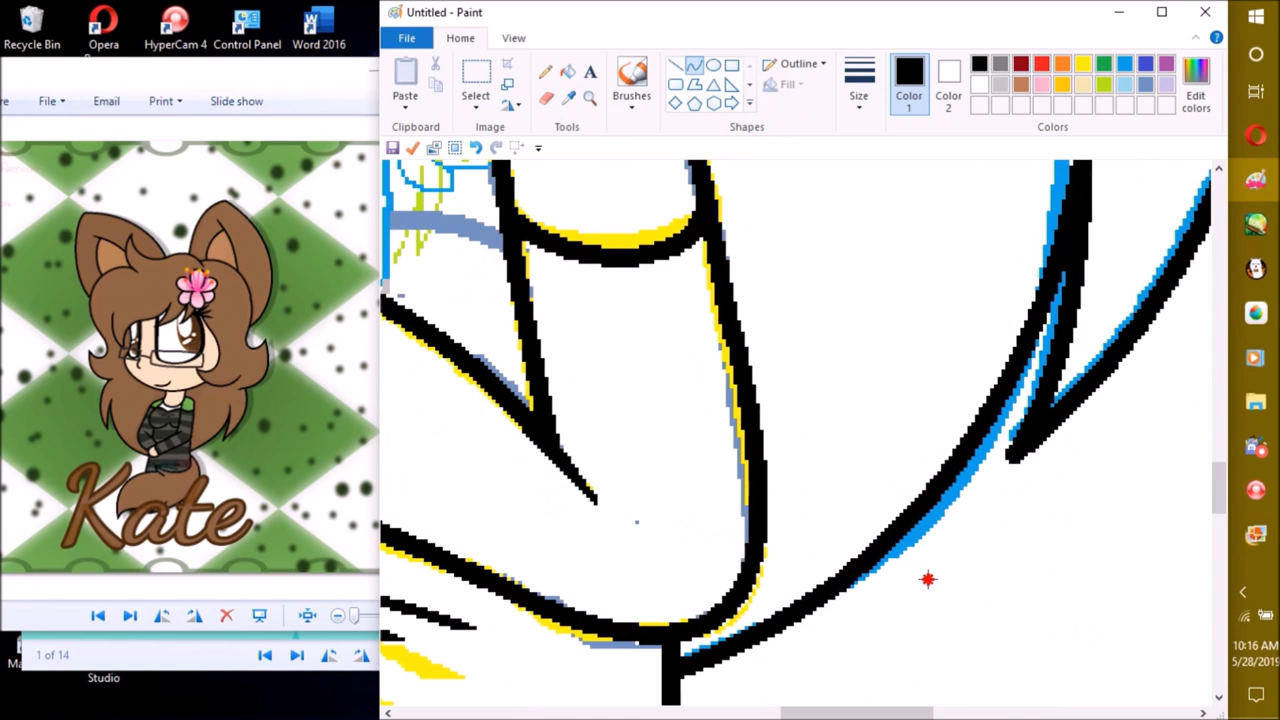 Recycle Bin
Opera
HyperCam 4
Control Panel
Word 2016
Untitled - Paint
File
Home
View
Paste
Select
Brushes
Outline
Fill
Size
Color
1
Color
2
Edit
colors
Clipboard
Image
Tools
Shapes
Colors
File
Email
Print
Slide show
Kate
1 of 14
Studio
10:16 AM
5/28/2019